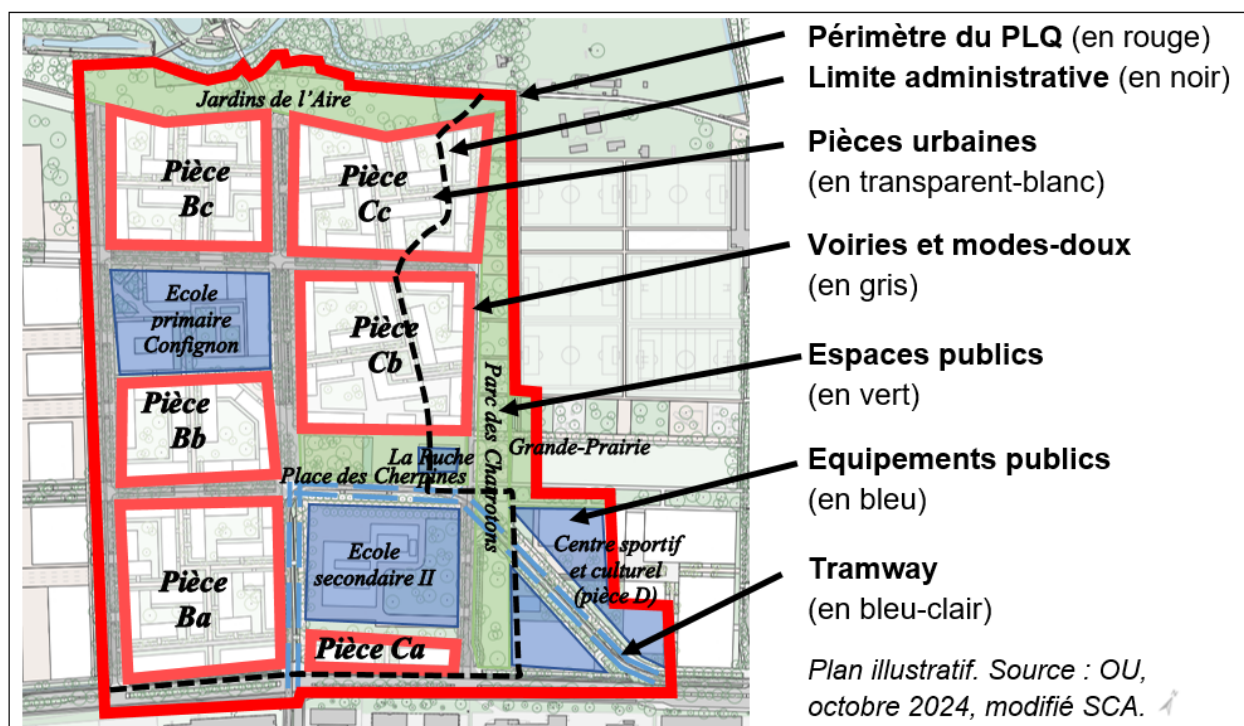 Jardins de l'Aire
Pièce
Bc
Pièce
Cc
Ecole
primaire
Confignon
Pièce
Cb
Pièce
Bb
Parc des Charrotons
La Ruche
Grande-Prairie
Place des Cherpines
Pièce
Ba
Ecole
secondaire II
Centre sportif
et culturel
(pièce D)
Pièce Ca
Périmètre du PLQ (en rouge)
Limite administrative (en noir)
Pièces urbaines
(en transparent-blanc)
Voiries et modes-doux
(en gris)
Espaces publics
(en vert)
Equipements publics
(en bleu)
Tramway
(en bleu-clair)
Plan illustratif. Source : OU,
octobre 2024, modifié SCA.